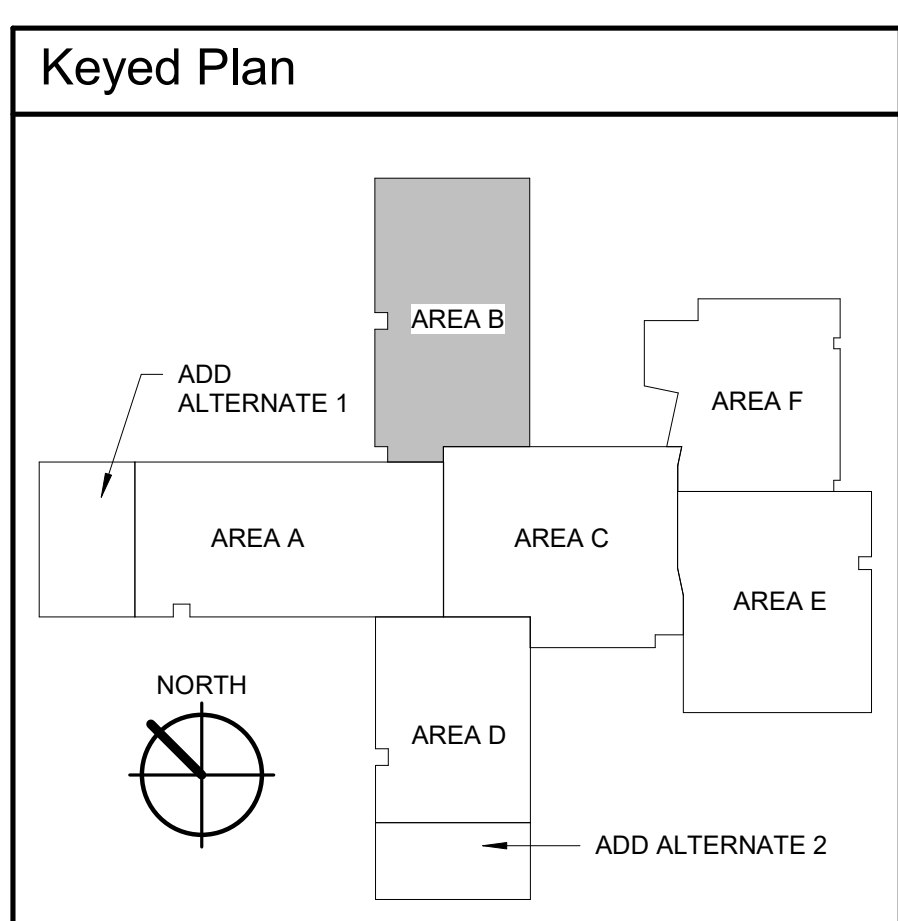 Keyed Plan
AREA B
ADD
ALTERNATE 1
AREA F
AREA A
AREA C
AREA E
NORTH
AREA D
ADD ALTERNATE 2